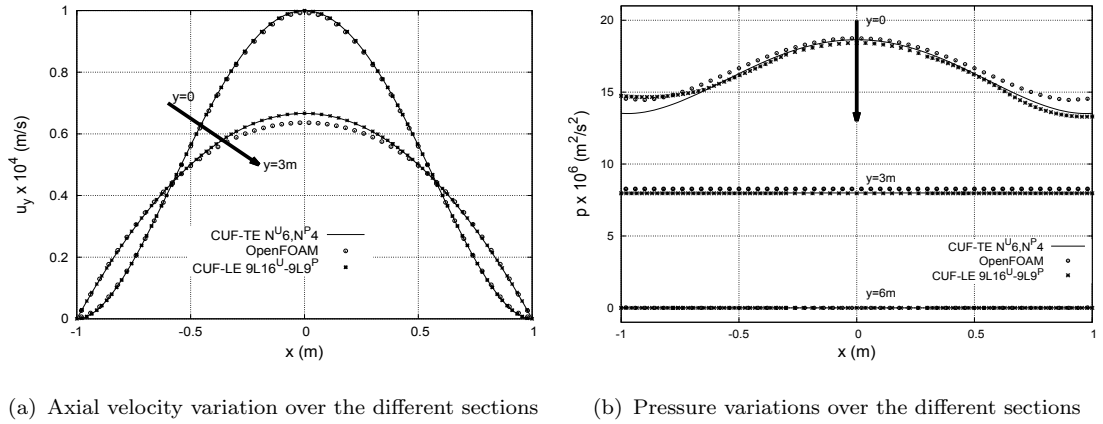 1
0.8
0.6
0.4
0.2
0
-1
-0.5
0
0.5
1
u_y x 10^4 (m/s)
x (m)
y=0
y=3m
CUF-TE N^U6,N^P4
OpenFOAM
CUF-LE 9L16^U-9L9^P
(a) Axial velocity variation over the different sections
20
15
10
5
0
-1
-0.5
0
0.5
1
p x 10^6 (m^2/s^2)
x (m)
y=0
y=3m
CUF-TE N^U6,N^P4
OpenFOAM
CUF-LE 9L16^U-9L9^P
y=6m
(b) Pressure variations over the different sections